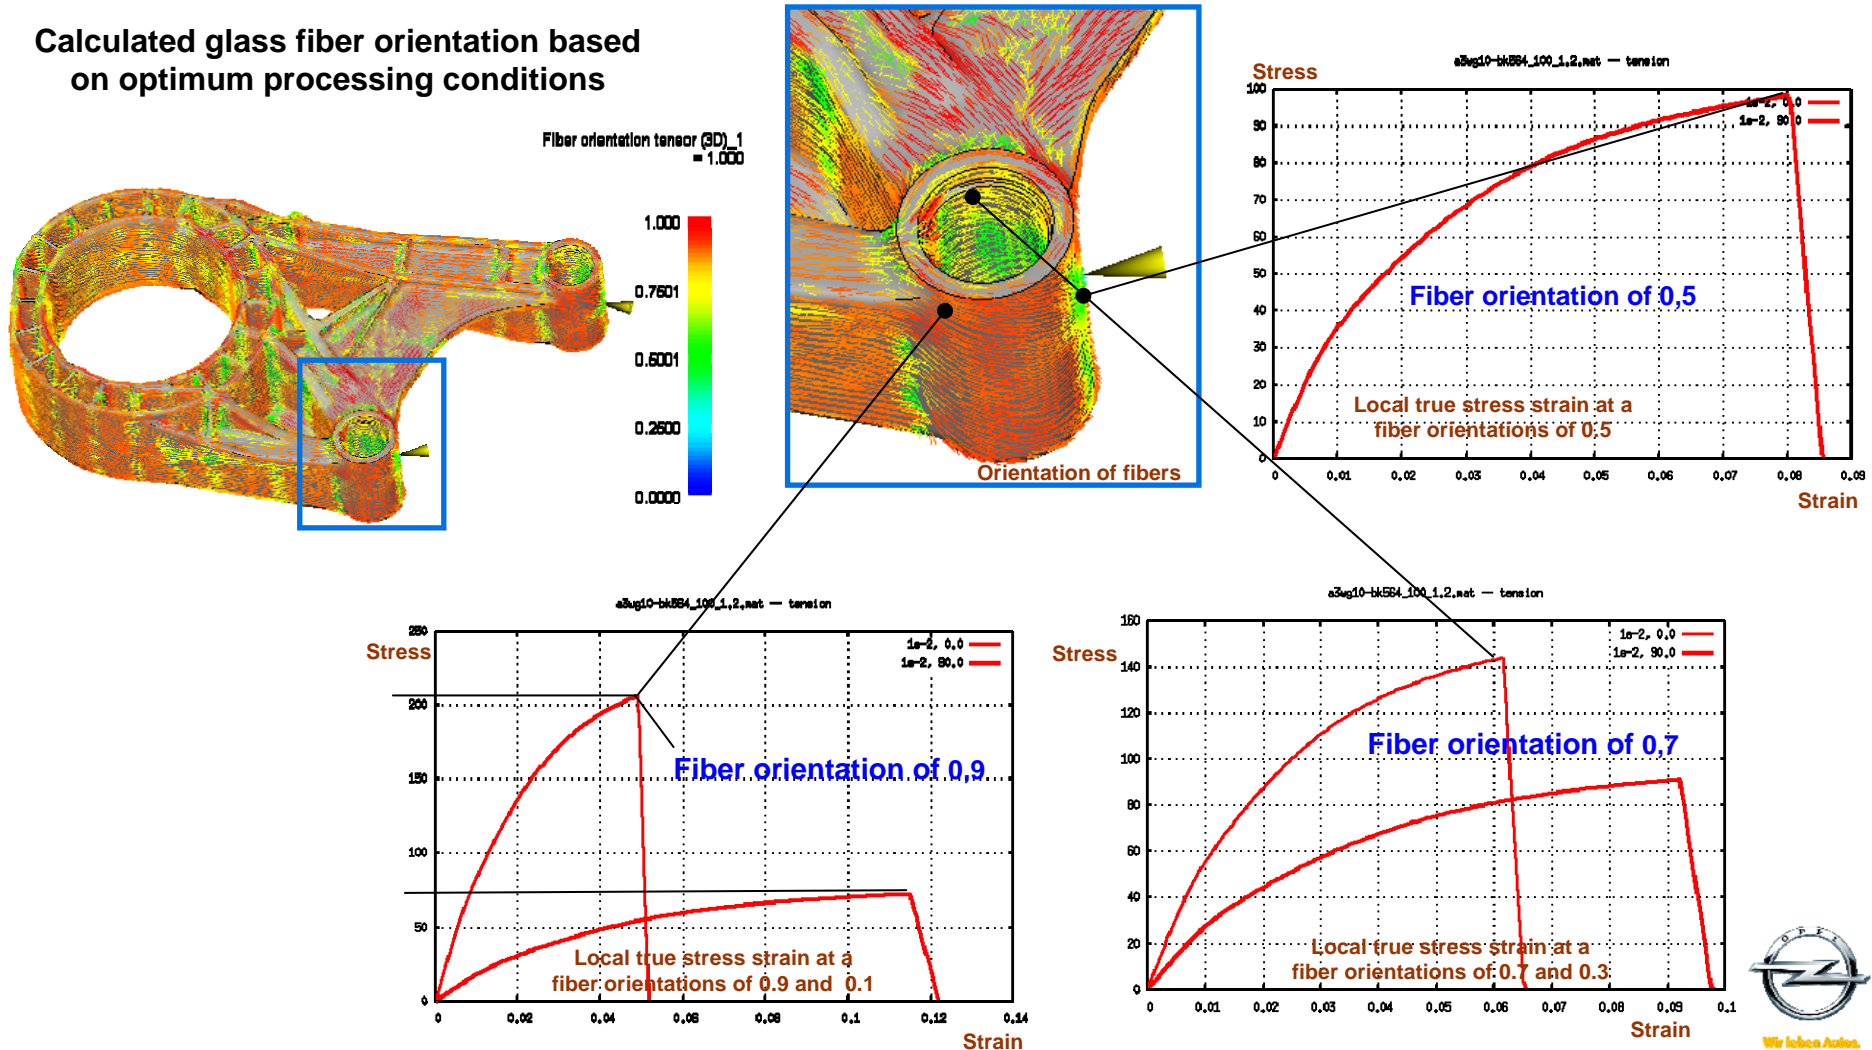 Calculated glass fiber orientation based
on optimum processing conditions
Fiber orientation tensor (3D)_1
= 1.000
1.000
0.7501
0.5001
0.2500
0.0000
Orientation of fibers
Stress
a3wg10-bk564_100_1.2.mat — tension
1e-2, 0.0
1e-2, 90.0
100
90
80
70
60
50
40
30
20
10
0
Fiber orientation of 0,5
Local true stress strain at a
fiber orientations of 0.5
0 0.01 0.02 0.03 0.04 0.05 0.06 0.07 0.08 0.09
Strain
a3wg10-bk564_100_1.2.mat — tension
Stress
1e-2, 0.0
1e-2, 90.0
250
200
150
100
50
0
Fiber orientation of 0,9
Local true stress strain at a
fiber orientations of 0.9 and 0.1
0 0.02 0.04 0.06 0.08 0.1 0.12 0.14
Strain
a3wg10-bk564_100_1.2.mat — tension
Stress
1e-2, 0.0
1e-2, 90.0
160
140
120
100
80
60
40
20
0
Fiber orientation of 0,7
Local true stress strain at a
fiber orientations of 0.7 and 0.3
0 0.01 0.02 0.03 0.04 0.05 0.06 0.07 0.08 0.09 0.1
Strain
OPEL
Wir leben Autos.